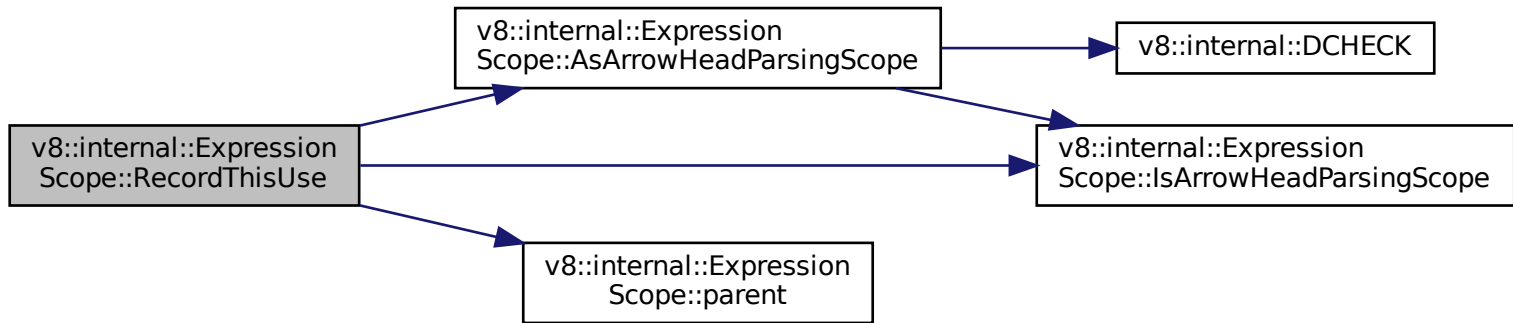 v8::internal::Expression
Scope::RecordThisUse
v8::internal::Expression
Scope::AsArrowHeadParsingScope
v8::internal::DCHECK
v8::internal::Expression
Scope::IsArrowHeadParsingScope
v8::internal::Expression
Scope::parent